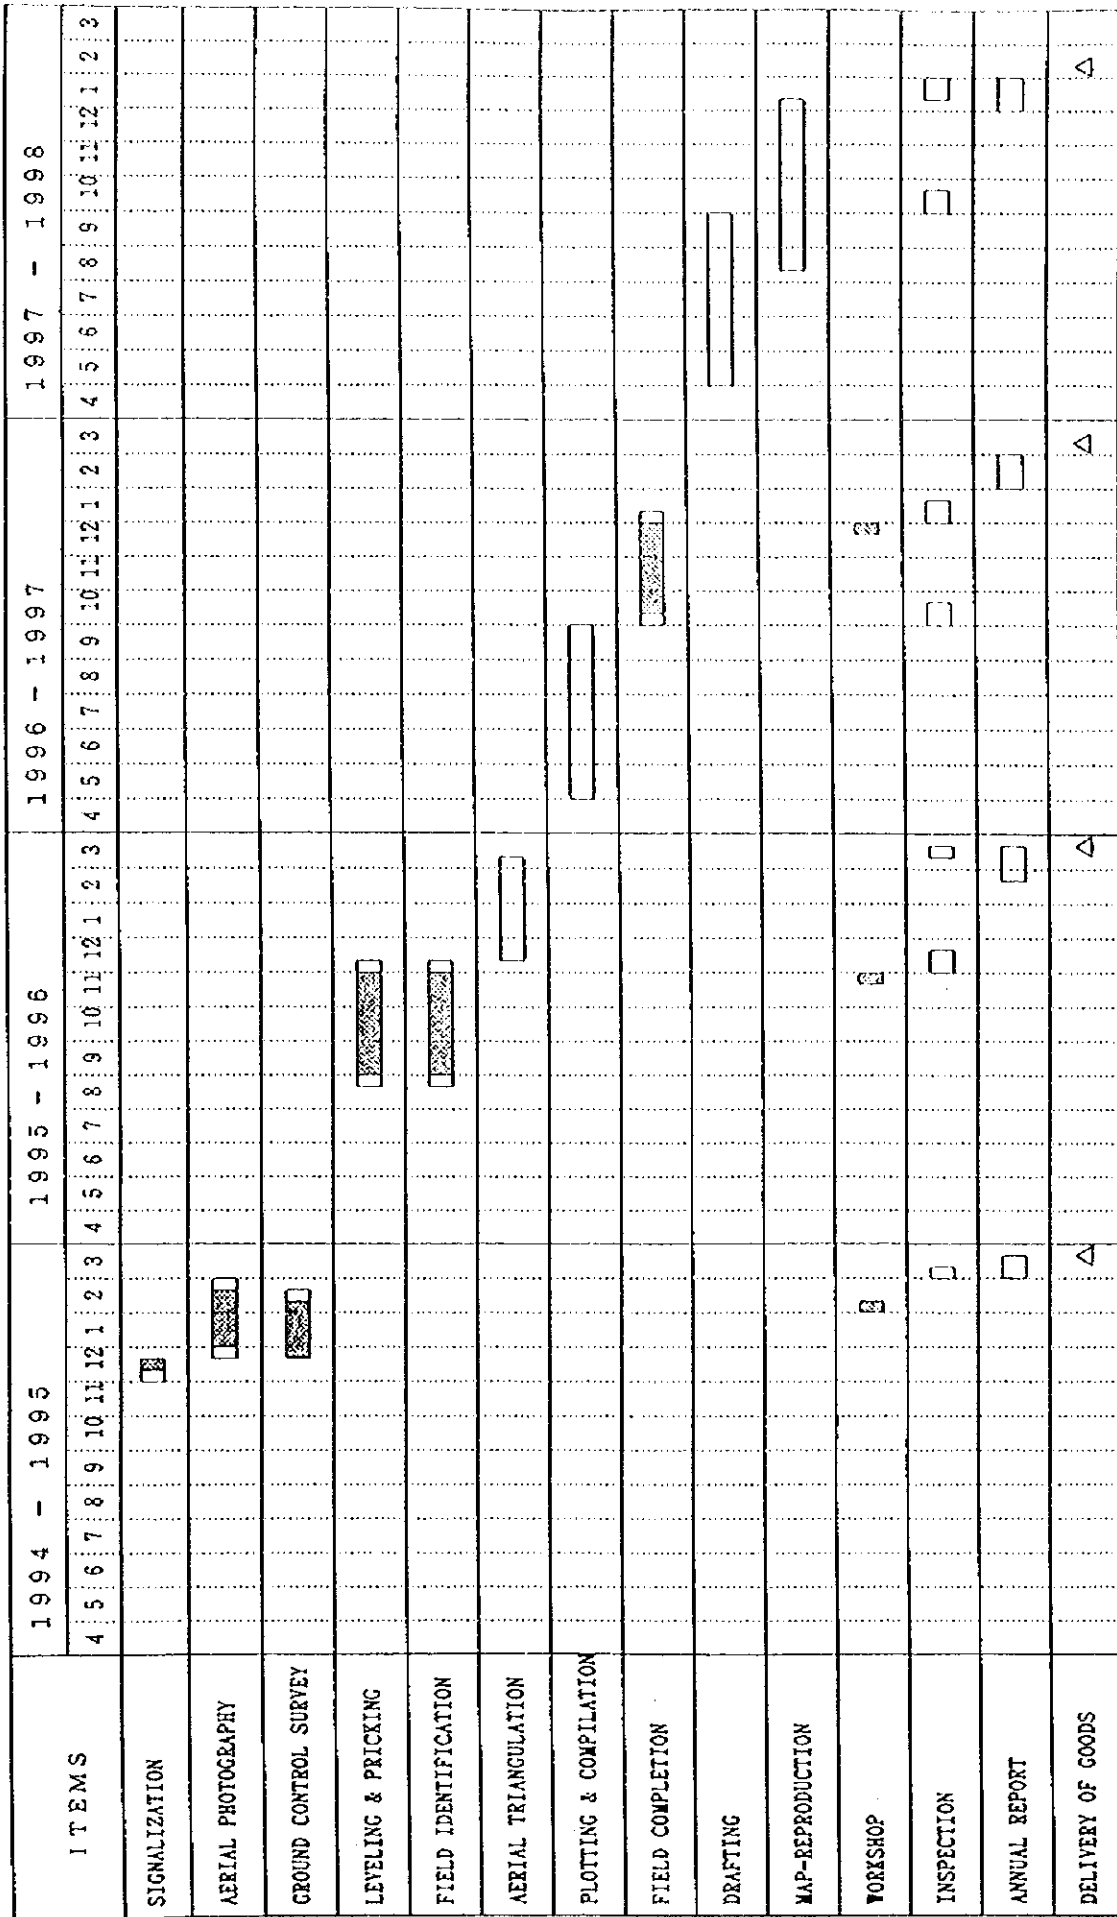 ITEMS
1994 - 1995
1995 - 1996
1996 - 1997
1997 - 1998
4 5 6 7 8 9 10 11 12 1 2 3 4 5 6 7 8 9 10 11 12 1 2 3 4 5 6 7 8 9 10 11 12 1 2 3 4 5 6 7 8 9 10 11 12 1 2 3
SIGNALIZATION
AERIAL PHOTOGRAPHY
GROUND CONTROL SURVEY
LEVELING & PRICKING
FIELD IDENTIFICATION
AERIAL TRIANGULATION
PLOTTING & COMPILATION
FIELD COMPLETION
DRAFTING
MAP-REPRODUCTION
WORKSHOP
INSPECTION
ANNUAL REPORT
DELIVERY OF GOODS